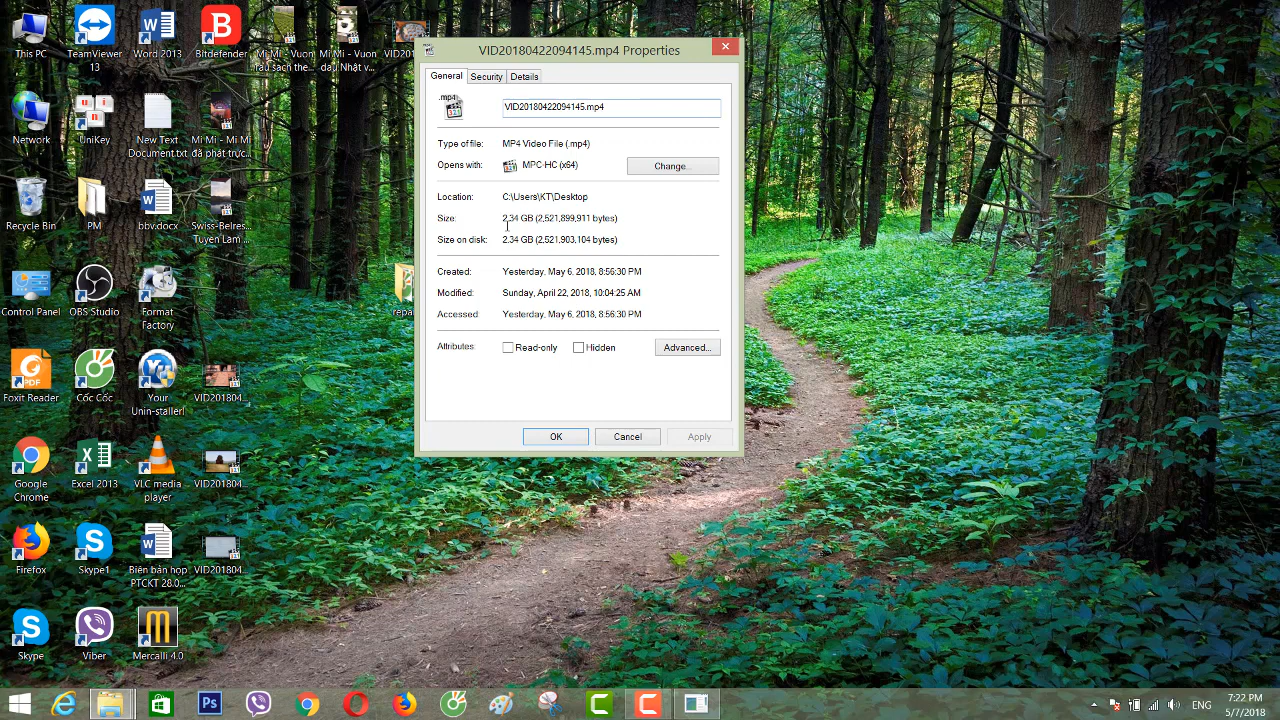 This PC
TeamViewer 13
Word 2013
Bitdefender
Mi Mi - Vuon
rau sach the...
Mi Mi - Vuon
dau Nhật v...
VID20
Network
UniKey
New Text
Document.txt
Mi Mi - Mi Mi
đã phát trực...
Recycle Bin
PM
bbv.docx
Swiss-Belres...
Tuyen Lam ...
Control Panel
OBS Studio
Format
Factory
repai
Foxit Reader
PDF
Cốc Cốc
Your
Unin-staller!
VID201804...
Google
Chrome
Excel 2013
VLC media
player
VID201804...
Firefox
Skype1
Biên bản họp
PTCKT 28.0...
VID201804...
Skype
Viber
Mercalli 4.0
VID20180422094145.mp4 Properties
General
Security
Details
.mp4
VID20180422094145.mp4
Type of file: MP4 Video File (.mp4)
Opens with: MPC-HC (x64)
Change...
Location: C:\Users\KT\Desktop
Size: 2.34 GB (2,521,899,911 bytes)
Size on disk: 2.34 GB (2,521,903,104 bytes)
Created: Yesterday, May 6, 2018, 8:56:30 PM
Modified: Sunday, April 22, 2018, 10:04:25 AM
Accessed: Yesterday, May 6, 2018, 8:56:30 PM
Attributes: Read-only Hidden
Advanced...
OK
Cancel
Apply
Ps
ENG
7:22 PM
5/7/2018